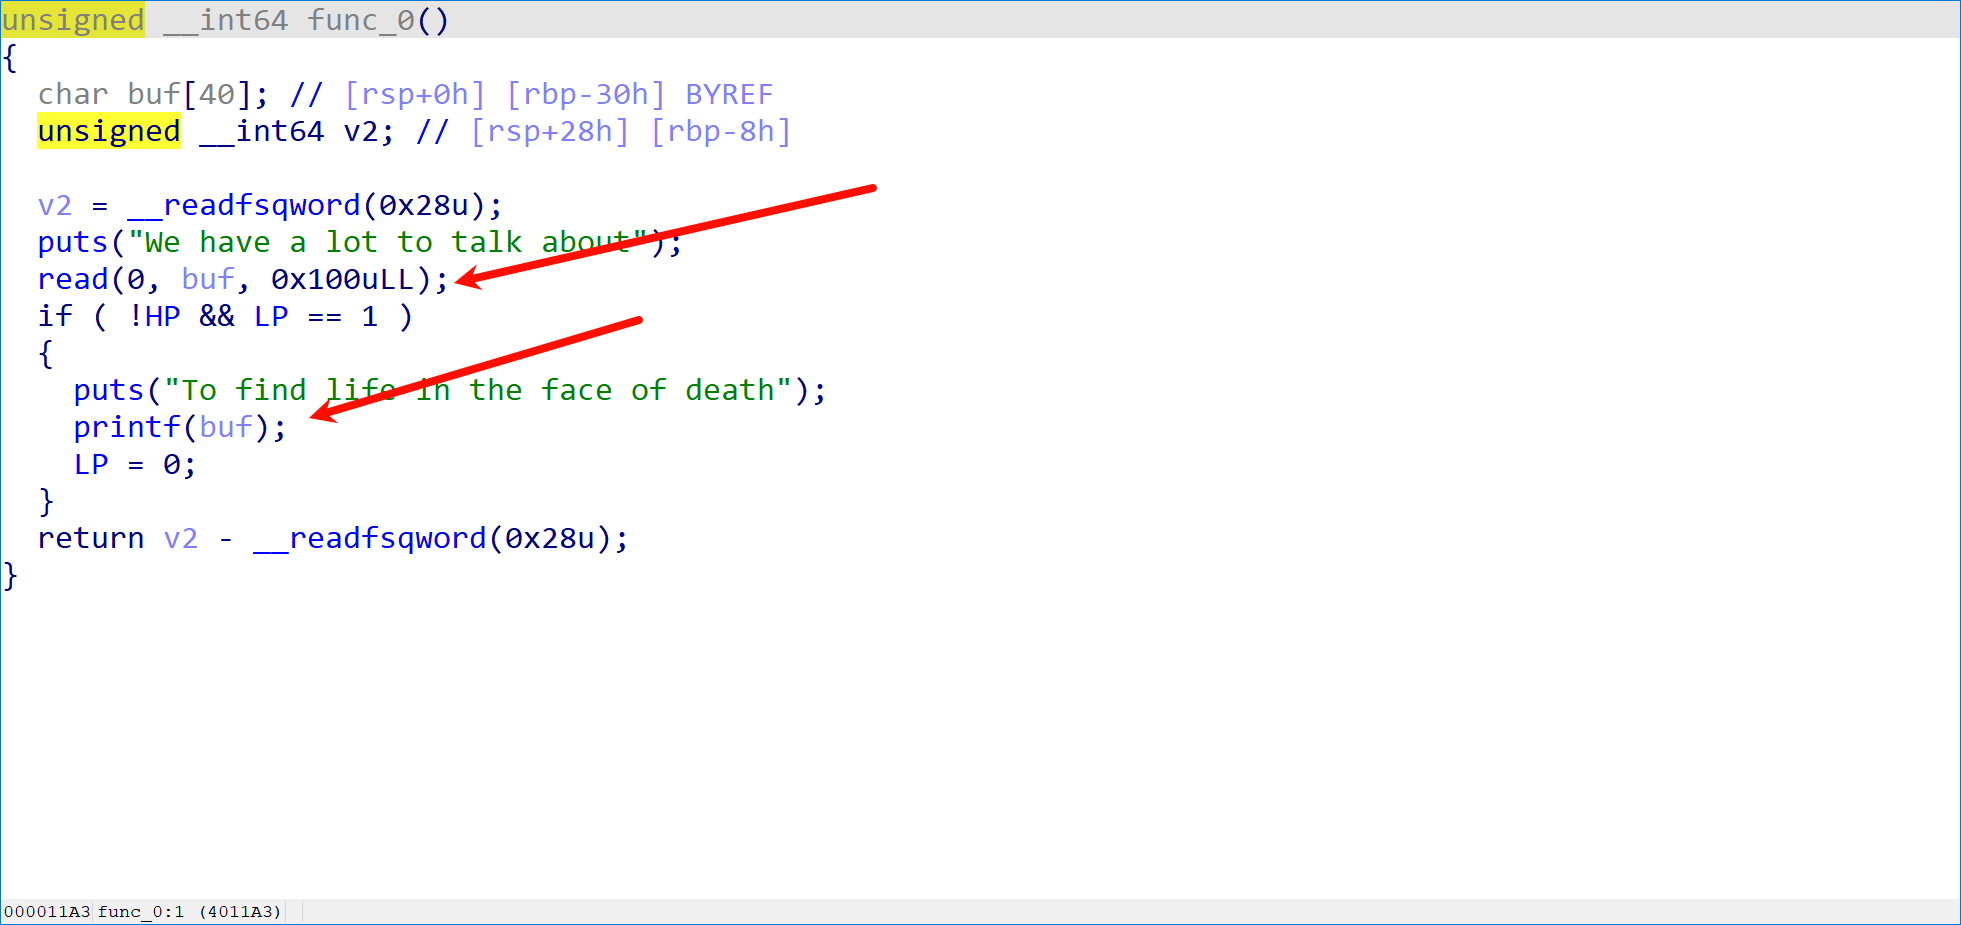 unsigned __int64 func_0()
{
  char buf[40]; // [rsp+0h] [rbp-30h] BYREF
  unsigned __int64 v2; // [rsp+28h] [rbp-8h]

  v2 = __readfsqword(0x28u);
  puts("We have a lot to talk about");
  read(0, buf, 0x100uLL);
  if ( !HP && LP == 1 )
  {
    puts("To find life in the face of death");
    printf(buf);
    LP = 0;
  }
  return v2 - __readfsqword(0x28u);
}
000011A3 func_0:1 (4011A3)